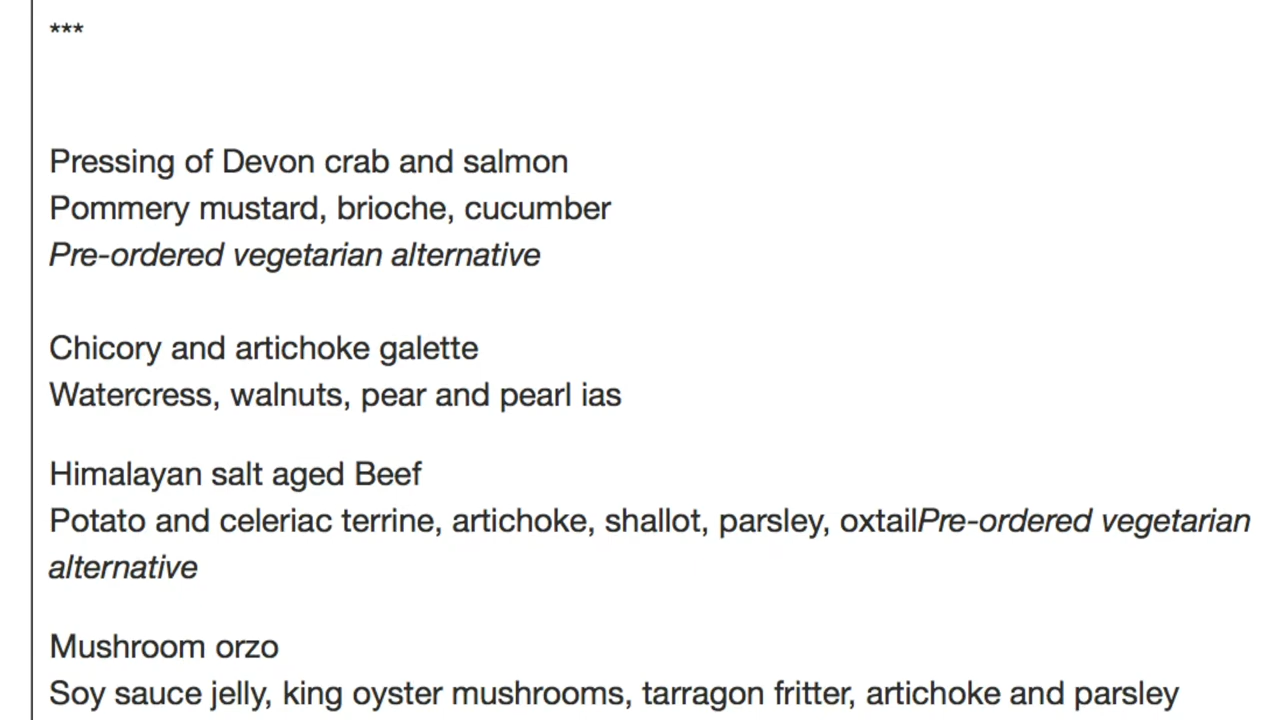 ***
Pressing of Devon crab and salmon
Pommery mustard, brioche, cucumber
Pre-ordered vegetarian alternative
Chicory and artichoke galette
Watercress, walnuts, pear and pearl ias
Himalayan salt aged Beef
Potato and celeriac terrine, artichoke, shallot, parsley, oxtailPre-ordered vegetarian
alternative
Mushroom orzo
Soy sauce jelly, king oyster mushrooms, tarragon fritter, artichoke and parsley